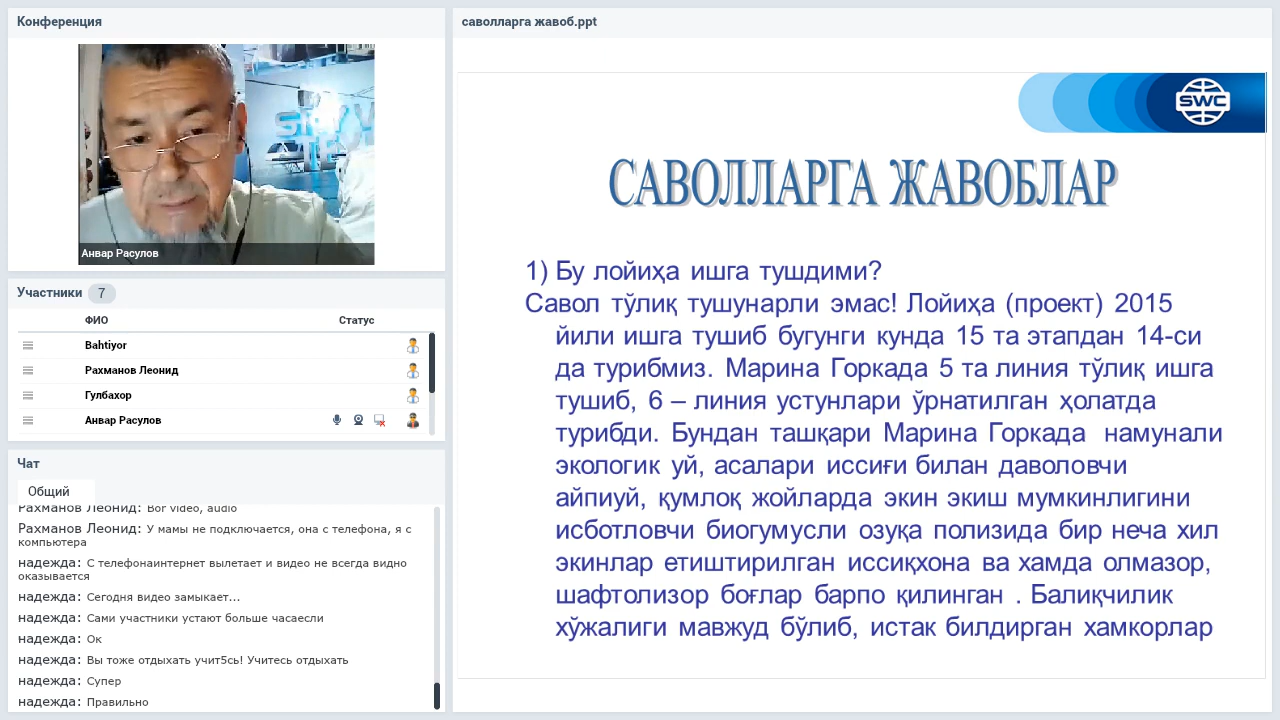 Конференция
SKYW
TE
Анвар Расулов
Участники 7
ФИО Статус
Bahtiyor
Рахманов Леонид
Гулбахор
Анвар Расулов
Чат
Общий
Рахманов Леонид: Bor video, audio
Рахманов Леонид: У мамы не подключается, она с телефона, я с
компьютера
надежда: С телефонаинтернет вылетает и видео не всегда видно
оказывается
надежда: Сегодня видео замыкает...
надежда: Сами участники устают больше часаесли
надежда: Ок
надежда: Вы тоже отдыхать учит5сь! Учитесь отдыхать
надежда: Супер
надежда: Правильно
саволларга жавоб.ppt
SWC
САВОЛЛАРГА ЖАВОБЛАР
1) Бу лойиҳа ишга тушдими?
Савол тўлиқ тушунарли эмас! Лойиҳа (проект) 2015
йили ишга тушиб бугунги кунда 15 та этапдан 14-си
да турибмиз. Марина Горкада 5 та линия тўлиқ ишга
тушиб, 6 – линия устунлари ўрнатилган ҳолатда
турибди. Бундан ташқари Марина Горкада намунали
экологик уй, асалари иссиғи билан даволовчи
айпиуй, қумлоқ жойларда экин экиш мумкинлигини
исботловчи биогумусли озуқа полизида бир неча хил
экинлар етиштирилган иссиқхона ва хамда олмазор,
шафтолизор боғлар барпо қилинган . Балиқчилик
хўжалиги мавжуд бўлиб, истак билдирган хамкорлар